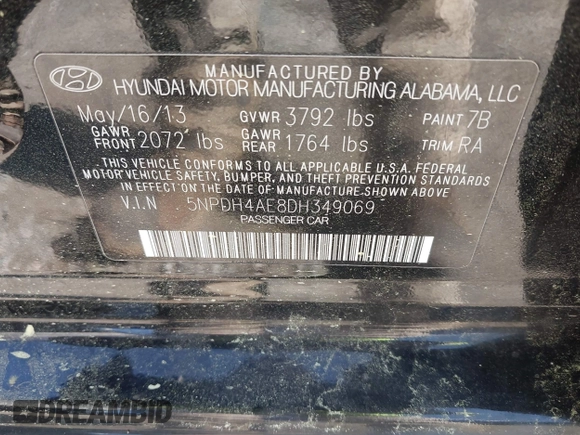 MANUFACTURED BY
HYUNDAI MOTOR MANUFACTURING ALABAMA, LLC
May/16/13 GVWR 3792 lbs PAINT 7B
GAWR FRONT 2072 lbs GAWR REAR 1764 lbs TRIM RA
THIS VEHICLE CONFORMS TO ALL APPLICABLE U.S.A. FEDERAL
MOTOR VEHICLE SAFETY, BUMPER, AND THEFT PREVENTION STANDARDS
IN EFFECT ON THE DATE OF MANUFACTURE SHOWN ABOVE
V.I.N 5NPDH4AE8DH349069
PASSENGER CAR
DREAMBID